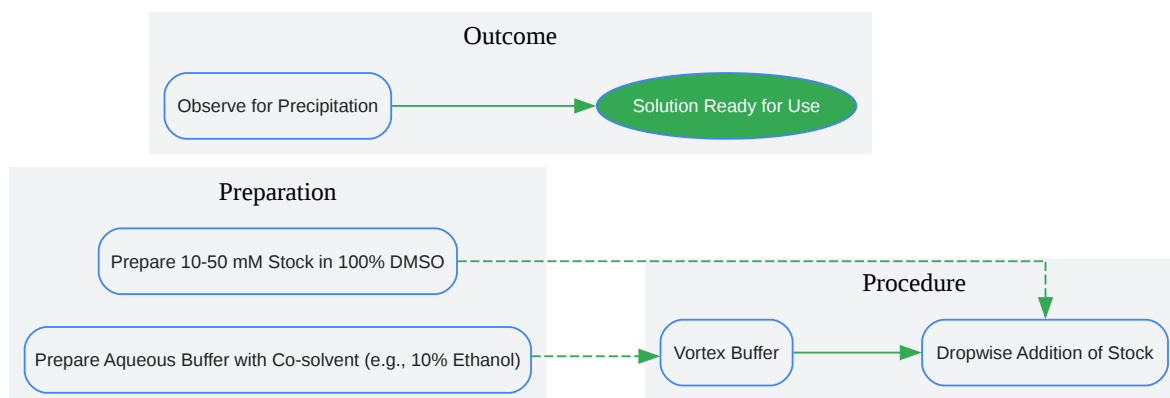 Outcome
Observe for Precipitation
Solution Ready for Use
Preparation
Prepare 10-50 mM Stock in 100% DMSO
Procedure
Prepare Aqueous Buffer with Co-solvent (e.g., 10% Ethanol)
Vortex Buffer
Dropwise Addition of Stock